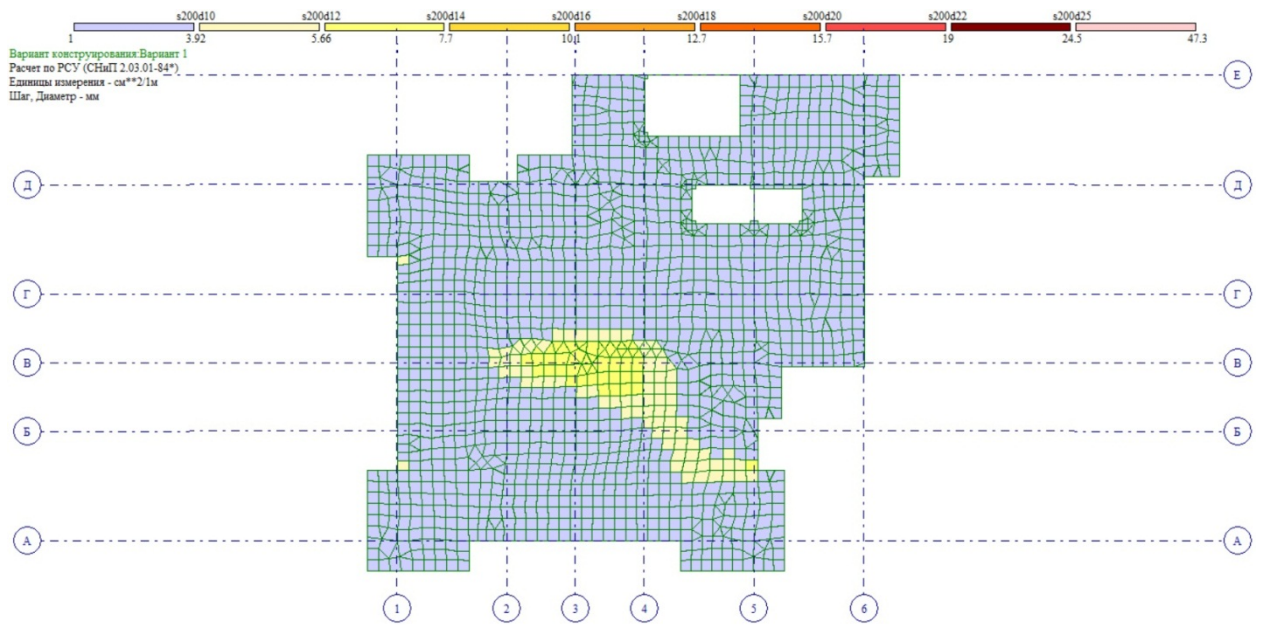 s200d10 s200d12 s200d14 s200d16 s200d18 s200d20 s200d22 s200d25
1 3.92 5.66 7.7 10.1 12.7 15.7 19 24.5 47.3
Вариант конструирования:Вариант 1
Расчет по РСУ (СНиП 2.03.01-84*)
Единицы измерения - см**2/1м
Шаг, Диаметр - мм
Е
Д Д
Г Г
В В
Б Б
А А
1 2 3 4 5 6